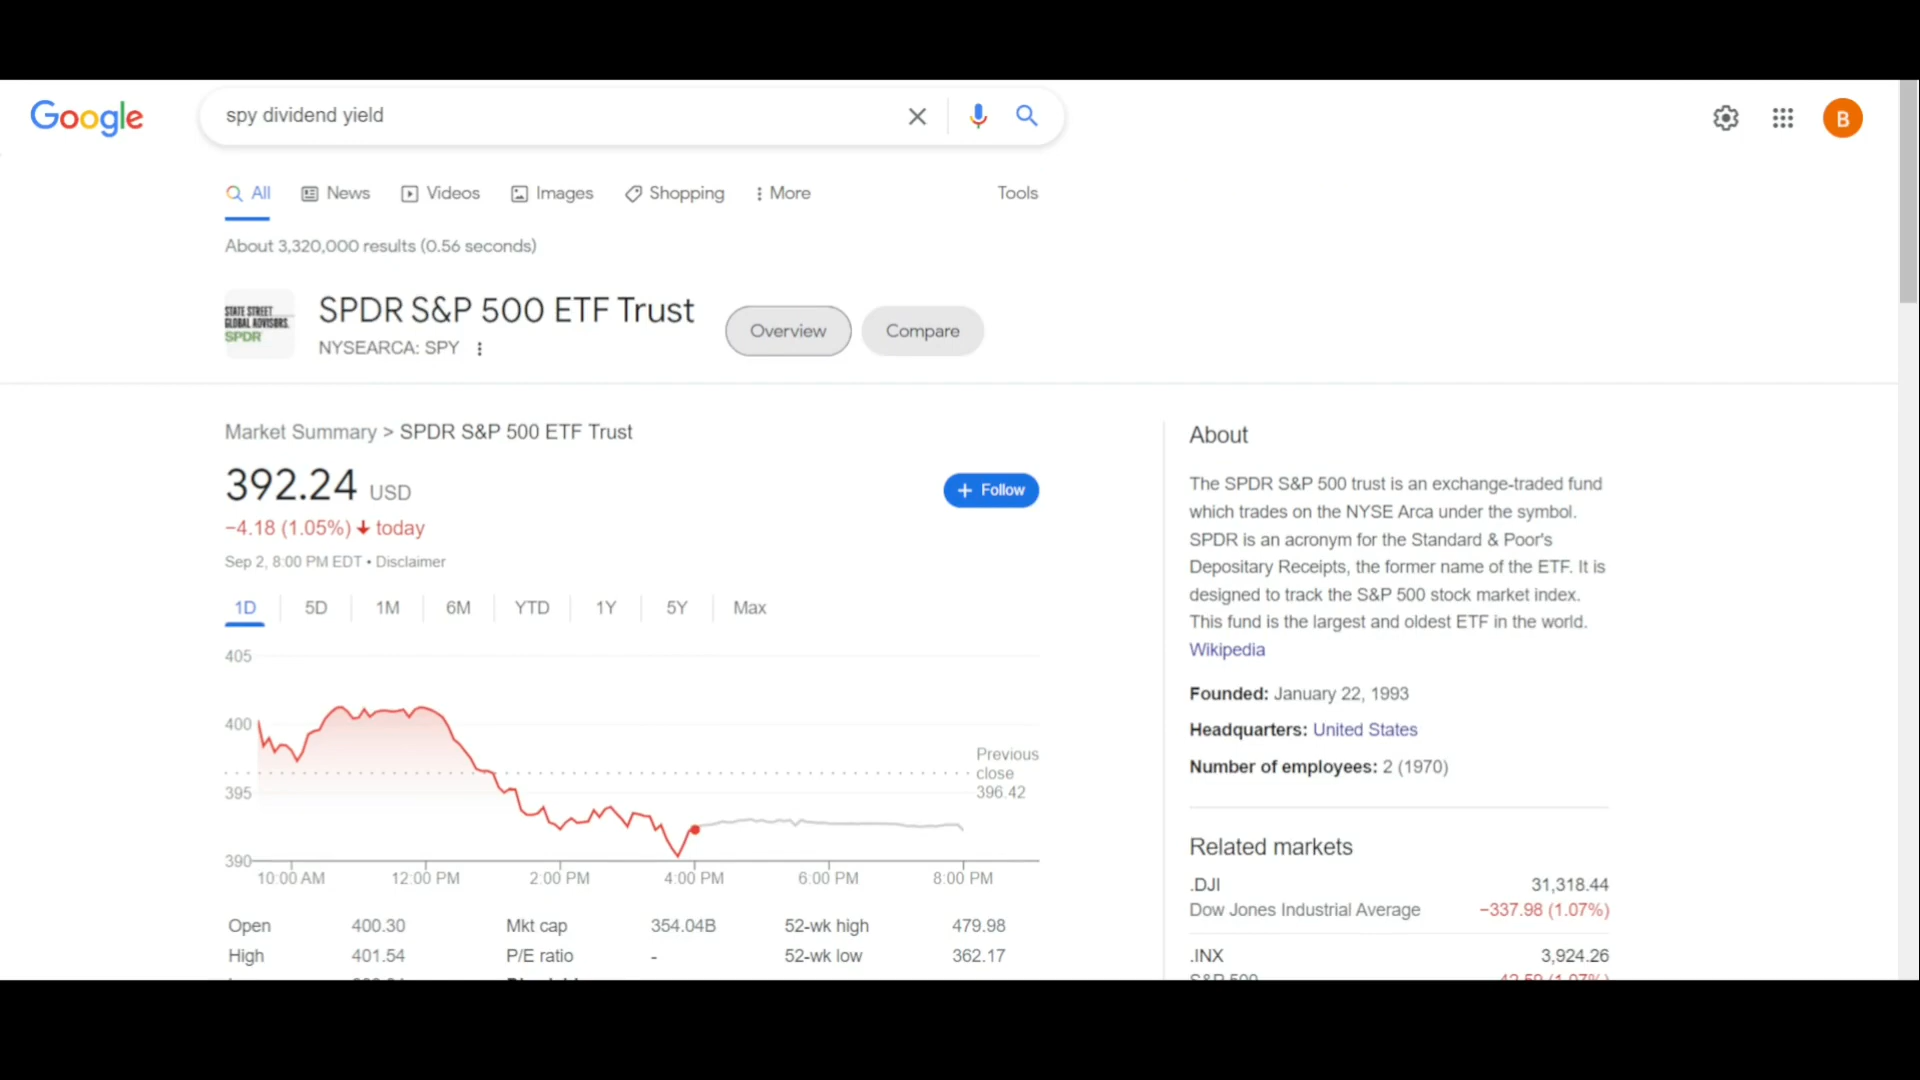 Google
spy dividend yield
B
All News Videos Images Shopping More Tools
About 3,320,000 results (0.56 seconds)
STATE STREET
GLOBAL ADVISORS
SPDR
SPDR S&P 500 ETF Trust
NYSEARCA: SPY
Overview
Compare
Market Summary > SPDR S&P 500 ETF Trust
392.24 USD
+ Follow
−4.18 (1.05%) today
Sep 2, 8:00 PM EDT • Disclaimer
1D 5D 1M 6M YTD 1Y 5Y Max
405
400
395
390
Previous
close
396.42
10:00 AM 12:00 PM 2:00 PM 4:00 PM 6:00 PM 8:00 PM
Open 400.30 Mkt cap 354.04B 52-wk high 479.98
High 401.54 P/E ratio - 52-wk low 362.17
About
The SPDR S&P 500 trust is an exchange-traded fund
which trades on the NYSE Arca under the symbol.
SPDR is an acronym for the Standard & Poor's
Depositary Receipts, the former name of the ETF. It is
designed to track the S&P 500 stock market index.
This fund is the largest and oldest ETF in the world.
Wikipedia
Founded: January 22, 1993
Headquarters: United States
Number of employees: 2 (1970)
Related markets
.DJI 31,318.44
Dow Jones Industrial Average −337.98 (1.07%)
.INX 3,924.26
S&P 500